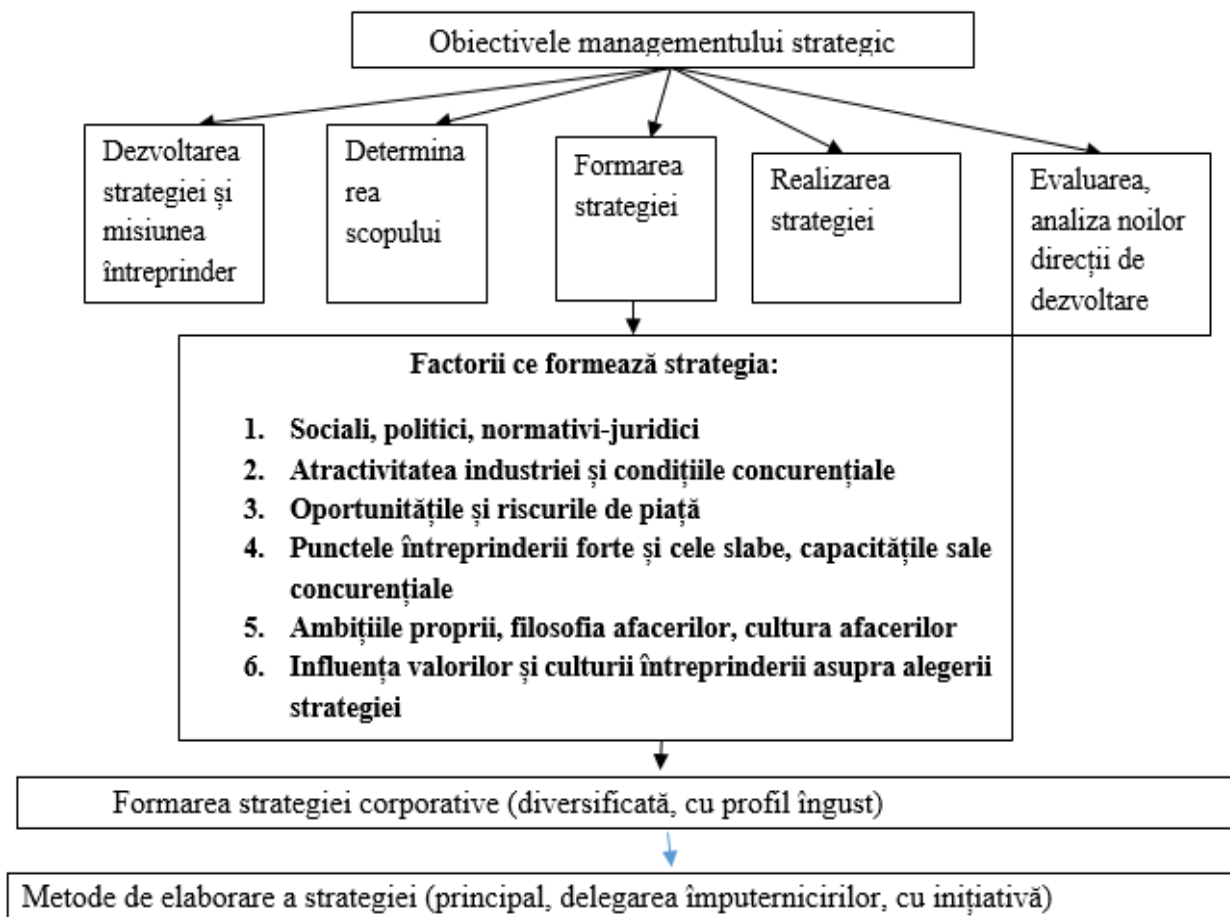 Obiectivele managementului strategic
Dezvoltarea
strategiei și
misiunea
întreprinder
Determina
rea
scopului
Formarea
strategiei
Realizarea
strategiei
Evaluarea,
analiza noilor
direcții de
dezvoltare
Factorii ce formează strategia:
1. Sociali, politici, normativi-juridici
2. Atractivitatea industriei și condițiile concurențiale
3. Oportunitățile și riscurile de piață
4. Punctele întreprinderii forte și cele slabe, capacitățile sale
concurențiale
5. Ambițiile proprii, filosofia afacerilor, cultura afacerilor
6. Influența valorilor și culturii întreprinderii asupra alegerii
strategiei
Formarea strategiei corporative (diversificată, cu profil îngust)
Metode de elaborare a strategiei (principal, delegarea împuternicirilor, cu inițiativă)